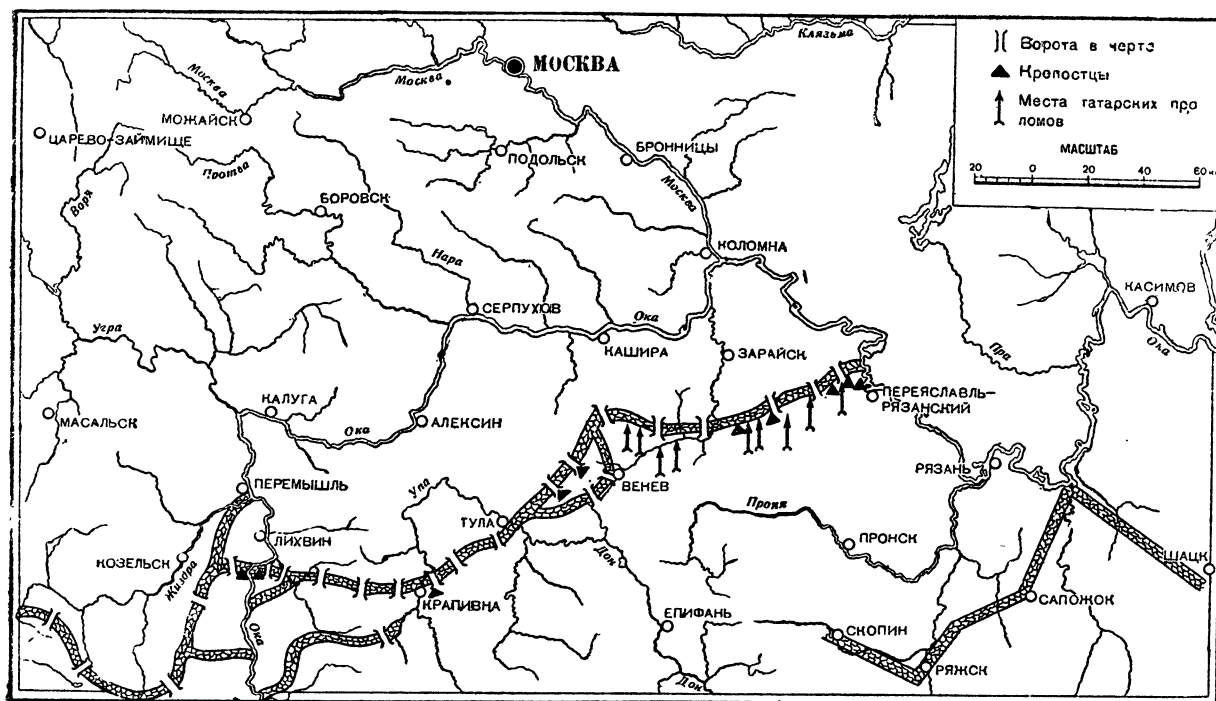 Клязьма
МОСКВА
Москва
Москва
МОЖАЙСК
ЦАРЕВО-ЗАЙМИЩЕ
ПОДОЛЬСК
БРОННИЦЫ
Протва
Воря
БОРОВСК
Москва
КОЛОМНА
Нара
СЕРПУХОВ
Ока
КАСИМОВ
Угра
КАШИРА
ЗАРАЙСК
Пра
Ока
КАЛУГА
ПЕРЕЯСЛАВЛЬ-
РЯЗАНСКИЙ
МАСАЛЬСК
Ока
АЛЕКСИН
РЯЗАНЬ
ПЕРЕМЫШЛЬ
Упа
ВЕНЕВ
Проня
ТУЛА
ЛИХВИН
Дон
ПРОНСК
КОЗЕЛЬСК
Жиздра
ШАЦК
КРАПИВНА
САПОЖОК
ЕПИФАНЬ
Ока
СКОПИН
РЯЖСК
Дон
Ворота в черте
Крепостцы
Места татарских про
ломов
МАСШТАБ
20 0 20 60 км